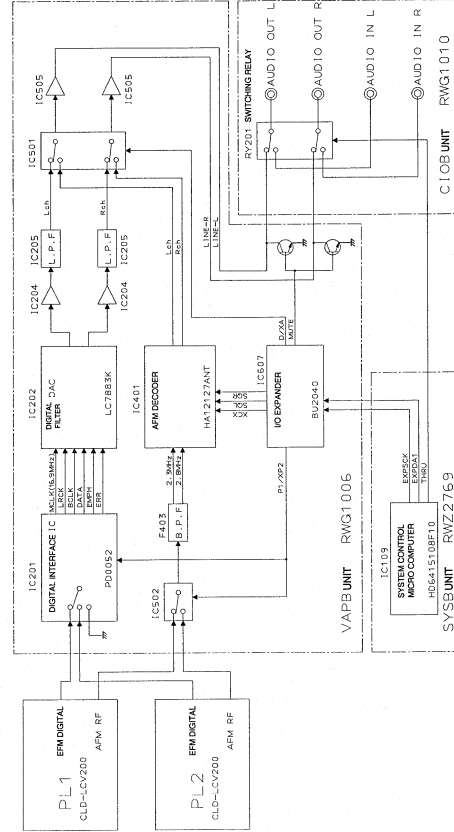 PL1
CLD-LCV200
EFM DIGITAL
AFM RF
PL2
CLD-LCV200
EFM DIGITAL
AFM RF
IC201
DIGITAL INTERFACE IC
PD0052
MCLK(16.9MHz)
LRCK
BCLK
DATA
EMPH
ERR
IC202
DIGITAL DAC
FILTER
LC7883K
IC204
IC204
L.P.F
IC205
L.P.F
IC205
Lch
Rch
IC501
IC505
IC505
IC502
F403
B.P.F
2.3MHz
2.8MHz
IC401
AFM DECODER
HA12127ANT
Lch
Rch
XCX
SQL
SQR
P1/XP2
IC607
I/O EXPANDER
BU2040
D/XA
MUTE
LINE-R
LINE-L
VAPB UNIT RWG1006
RY201 SWITCHING RELAY
AUDIO OUT L
AUDIO OUT R
AUDIO IN L
AUDIO IN R
CIOB UNIT RWG1010
IC109
SYSTEM CONTROL
MICRO COMPUTER
HD6415108F10
EXPSCK
EXPDA1
THRU
SYSB UNIT RWZ2769